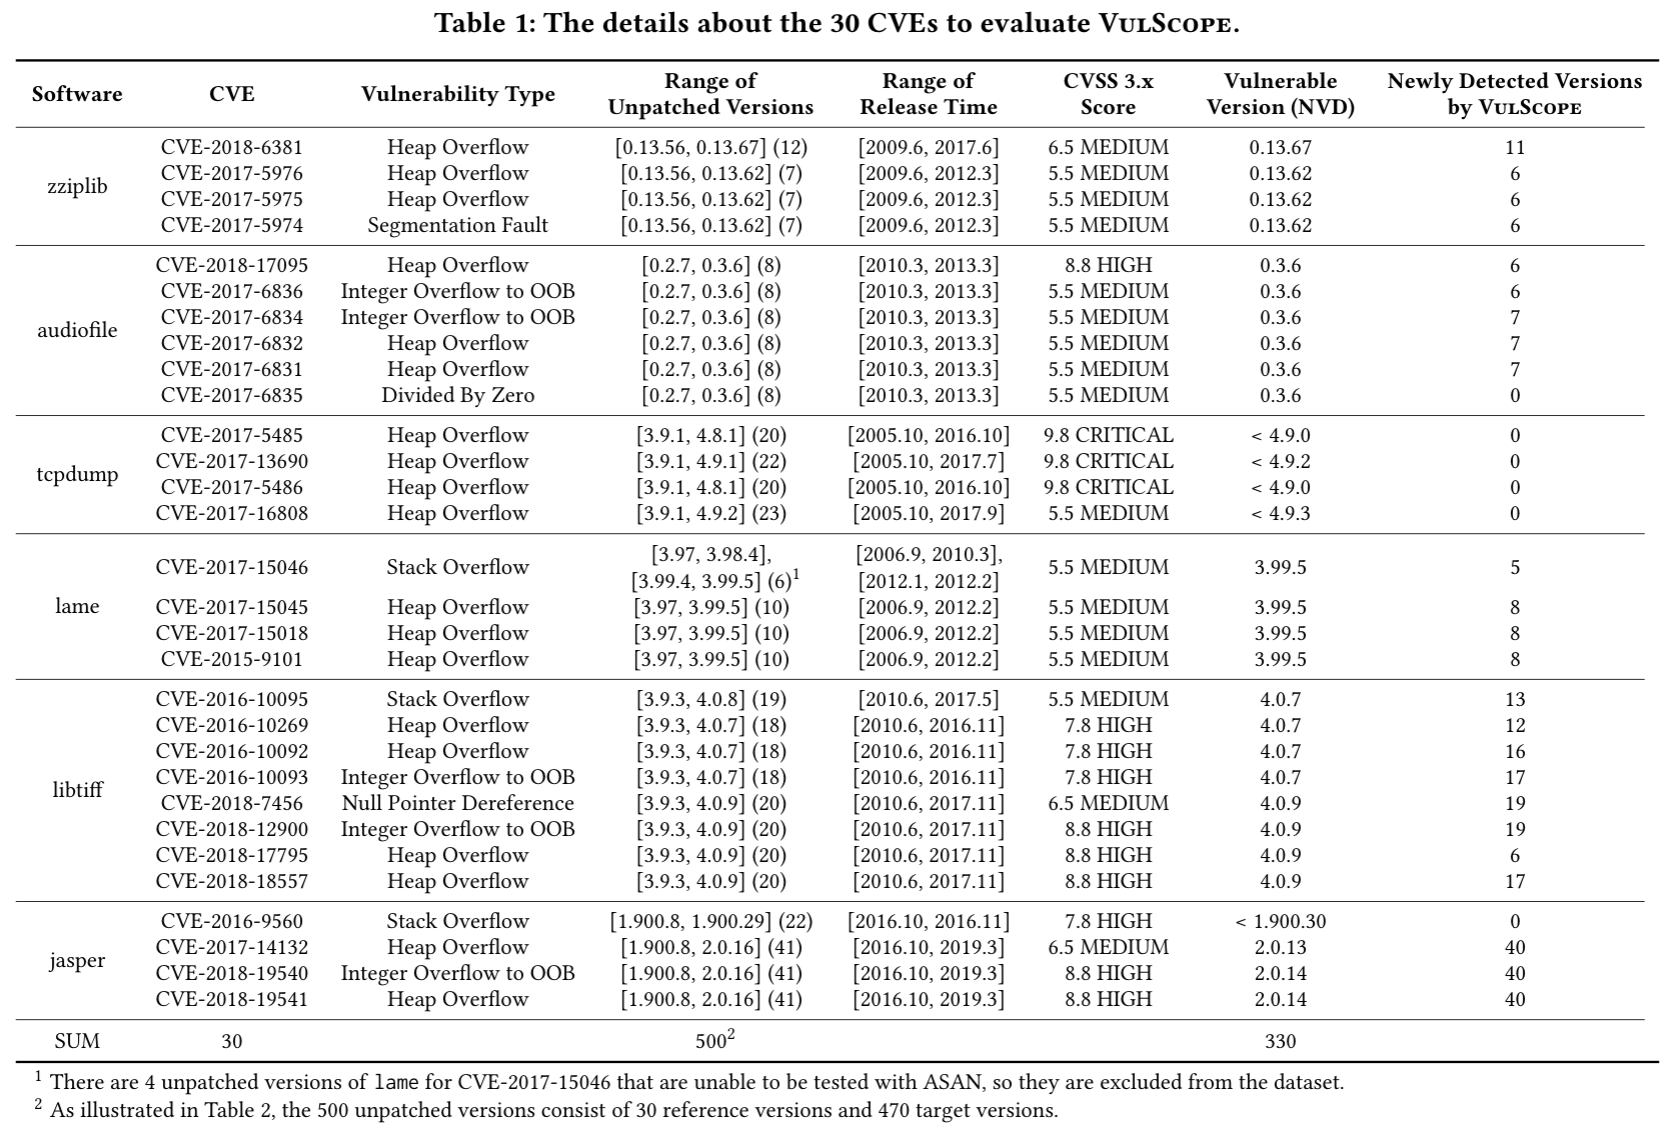 Table 1: The details about the 30 CVEs to evaluate VulScope.
Software CVE Vulnerability Type Range of Unpatched Versions Range of Release Time CVSS 3.x Score Vulnerable Version (NVD) Newly Detected Versions by VulScope
zziplib
CVE-2018-6381 Heap Overflow [0.13.56, 0.13.67] (12) [2009.6, 2017.6] 6.5 MEDIUM 0.13.67 11
CVE-2017-5976 Heap Overflow [0.13.56, 0.13.62] (7) [2009.6, 2012.3] 5.5 MEDIUM 0.13.62 6
CVE-2017-5975 Heap Overflow [0.13.56, 0.13.62] (7) [2009.6, 2012.3] 5.5 MEDIUM 0.13.62 6
CVE-2017-5974 Segmentation Fault [0.13.56, 0.13.62] (7) [2009.6, 2012.3] 5.5 MEDIUM 0.13.62 6
audiofile
CVE-2018-17095 Heap Overflow [0.2.7, 0.3.6] (8) [2010.3, 2013.3] 8.8 HIGH 0.3.6 6
CVE-2017-6836 Integer Overflow to OOB [0.2.7, 0.3.6] (8) [2010.3, 2013.3] 5.5 MEDIUM 0.3.6 6
CVE-2017-6834 Integer Overflow to OOB [0.2.7, 0.3.6] (8) [2010.3, 2013.3] 5.5 MEDIUM 0.3.6 7
CVE-2017-6832 Heap Overflow [0.2.7, 0.3.6] (8) [2010.3, 2013.3] 5.5 MEDIUM 0.3.6 7
CVE-2017-6831 Heap Overflow [0.2.7, 0.3.6] (8) [2010.3, 2013.3] 5.5 MEDIUM 0.3.6 7
CVE-2017-6835 Divided By Zero [0.2.7, 0.3.6] (8) [2010.3, 2013.3] 5.5 MEDIUM 0.3.6 0
tcpdump
CVE-2017-5485 Heap Overflow [3.9.1, 4.8.1] (20) [2005.10, 2016.10] 9.8 CRITICAL < 4.9.0 0
CVE-2017-13690 Heap Overflow [3.9.1, 4.9.1] (22) [2005.10, 2017.7] 9.8 CRITICAL < 4.9.2 0
CVE-2017-5486 Heap Overflow [3.9.1, 4.8.1] (20) [2005.10, 2016.10] 9.8 CRITICAL < 4.9.0 0
CVE-2017-16808 Heap Overflow [3.9.1, 4.9.2] (23) [2005.10, 2017.9] 5.5 MEDIUM < 4.9.3 0
lame
CVE-2017-15046 Stack Overflow [3.97, 3.98.4], [3.99.4, 3.99.5] (6)¹ [2006.9, 2010.3], [2012.1, 2012.2] 5.5 MEDIUM 3.99.5 5
CVE-2017-15045 Heap Overflow [3.97, 3.99.5] (10) [2006.9, 2012.2] 5.5 MEDIUM 3.99.5 8
CVE-2017-15018 Heap Overflow [3.97, 3.99.5] (10) [2006.9, 2012.2] 5.5 MEDIUM 3.99.5 8
CVE-2015-9101 Heap Overflow [3.97, 3.99.5] (10) [2006.9, 2012.2] 5.5 MEDIUM 3.99.5 8
libtiff
CVE-2016-10095 Stack Overflow [3.9.3, 4.0.8] (19) [2010.6, 2017.5] 5.5 MEDIUM 4.0.7 13
CVE-2016-10269 Heap Overflow [3.9.3, 4.0.7] (18) [2010.6, 2016.11] 7.8 HIGH 4.0.7 12
CVE-2016-10092 Heap Overflow [3.9.3, 4.0.7] (18) [2010.6, 2016.11] 7.8 HIGH 4.0.7 16
CVE-2016-10093 Integer Overflow to OOB [3.9.3, 4.0.7] (18) [2010.6, 2016.11] 7.8 HIGH 4.0.7 17
CVE-2018-7456 Null Pointer Dereference [3.9.3, 4.0.9] (20) [2010.6, 2017.11] 6.5 MEDIUM 4.0.9 19
CVE-2018-12900 Integer Overflow to OOB [3.9.3, 4.0.9] (20) [2010.6, 2017.11] 8.8 HIGH 4.0.9 19
CVE-2018-17795 Heap Overflow [3.9.3, 4.0.9] (20) [2010.6, 2017.11] 8.8 HIGH 4.0.9 6
CVE-2018-18557 Heap Overflow [3.9.3, 4.0.9] (20) [2010.6, 2017.11] 8.8 HIGH 4.0.9 17
jasper
CVE-2016-9560 Stack Overflow [1.900.8, 1.900.29] (22) [2016.10, 2016.11] 7.8 HIGH < 1.900.30 0
CVE-2017-14132 Heap Overflow [1.900.8, 2.0.16] (41) [2016.10, 2019.3] 6.5 MEDIUM 2.0.13 40
CVE-2018-19540 Integer Overflow to OOB [1.900.8, 2.0.16] (41) [2016.10, 2019.3] 8.8 HIGH 2.0.14 40
CVE-2018-19541 Heap Overflow [1.900.8, 2.0.16] (41) [2016.10, 2019.3] 8.8 HIGH 2.0.14 40
SUM 30 500² 330
¹ There are 4 unpatched versions of lame for CVE-2017-15046 that are unable to be tested with ASAN, so they are excluded from the dataset.
² As illustrated in Table 2, the 500 unpatched versions consist of 30 reference versions and 470 target versions.